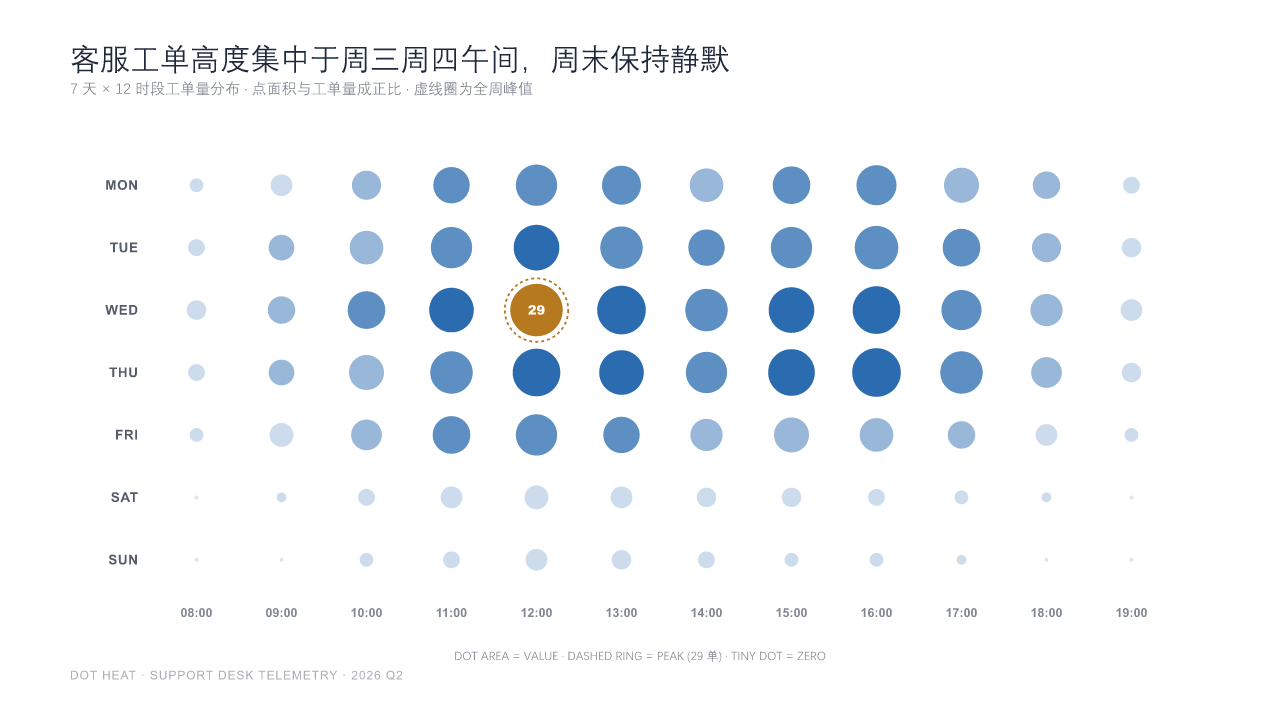 客服工单高度集中于周三周四午间，周末保持静默
7 天 × 12 时段工单量分布 · 点面积与工单量成正比 · 虚线圈为全周峰值
MON
TUE
WED
29
THU
FRI
SAT
SUN
08:00 09:00 10:00 11:00 12:00 13:00 14:00 15:00 16:00 17:00 18:00 19:00
DOT AREA = VALUE · DASHED RING = PEAK (29 单) · TINY DOT = ZERO
DOT HEAT · SUPPORT DESK TELEMETRY · 2026 Q2